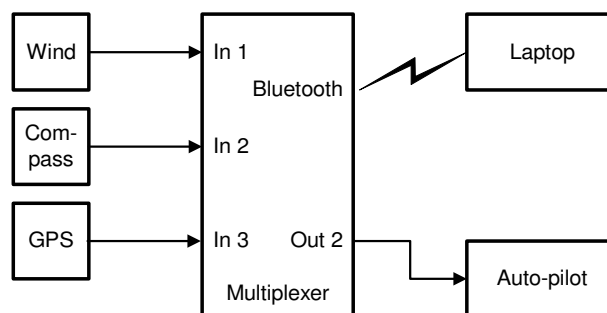 Wind
In 1
Laptop
Bluetooth
Com-
pass
In 2
GPS
In 3
Out 2
Auto-pilot
Multiplexer